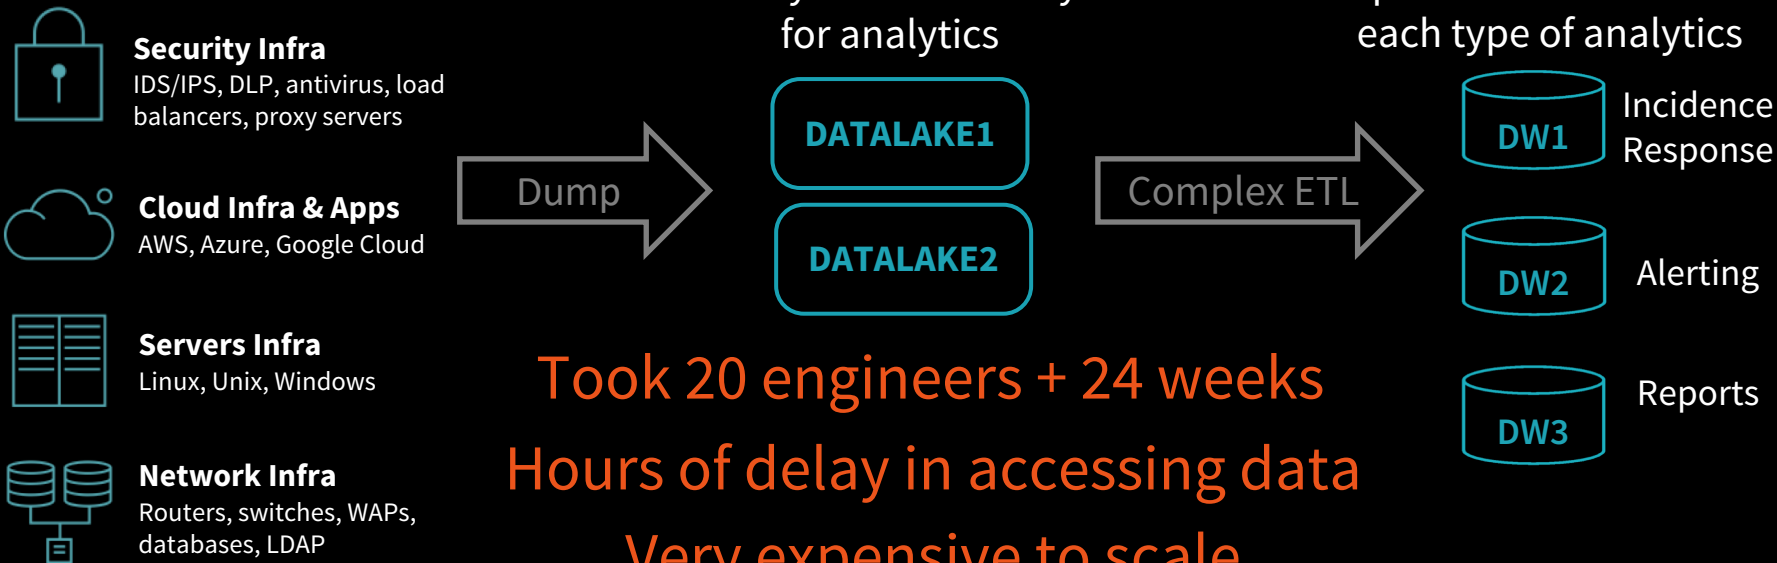 for analytics
each type of analytics
Security Infra
IDS/IPS, DLP, antivirus, load
balancers, proxy servers
Cloud Infra & Apps
AWS, Azure, Google Cloud
Servers Infra
Linux, Unix, Windows
Network Infra
Routers, switches, WAPs,
databases, LDAP
Dump
DATALAKE1
DATALAKE2
Complex ETL
DW1
Incidence
Response
DW2
Alerting
DW3
Reports
Took 20 engineers + 24 weeks
Hours of delay in accessing data
Very expensive to scale